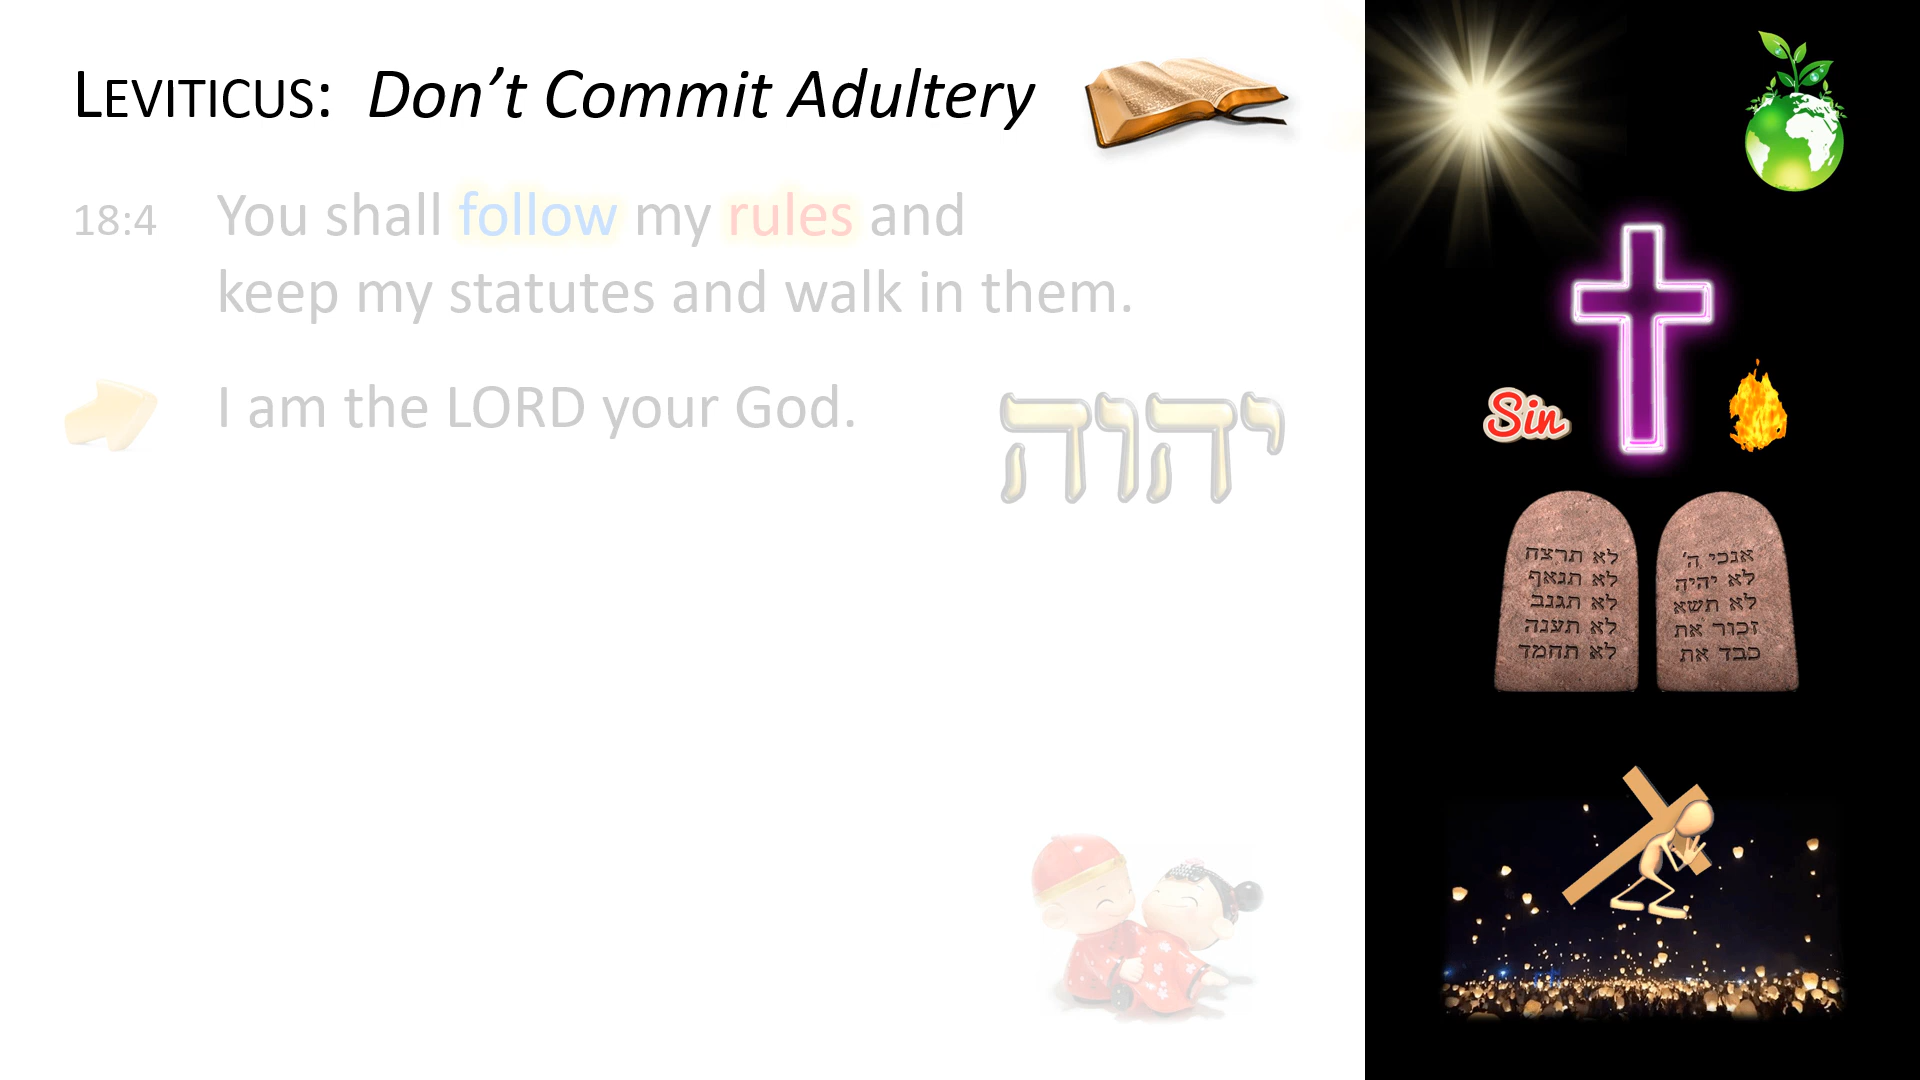 LEVITICUS: Don’t Commit Adultery
18:4 You shall follow my rules and
keep my statutes and walk in them.
I am the LORD your God.
יהוה
Sin
אנכי ה'
לא יהיה
לא תשא
זכור את
כבד את
לא תרצח
לא תנאף
לא תגנב
לא תענה
לא תחמד